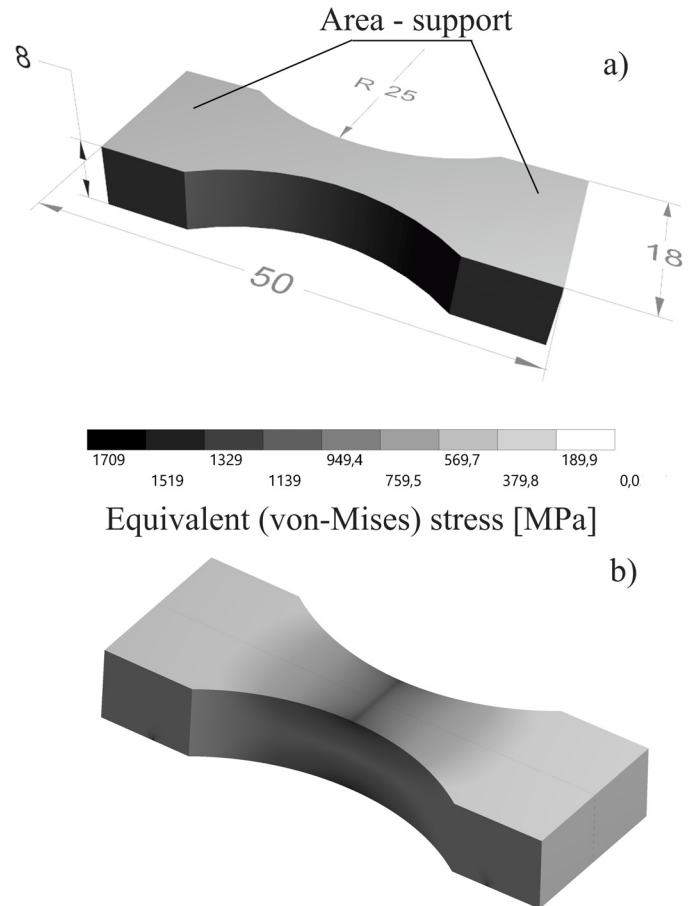 Area - support
a)
8
R 25
50
18
1709 1329 949,4 569,7 189,9
1519 1139 759,5 379,8 0,0
Equivalent (von-Mises) stress [MPa]
b)